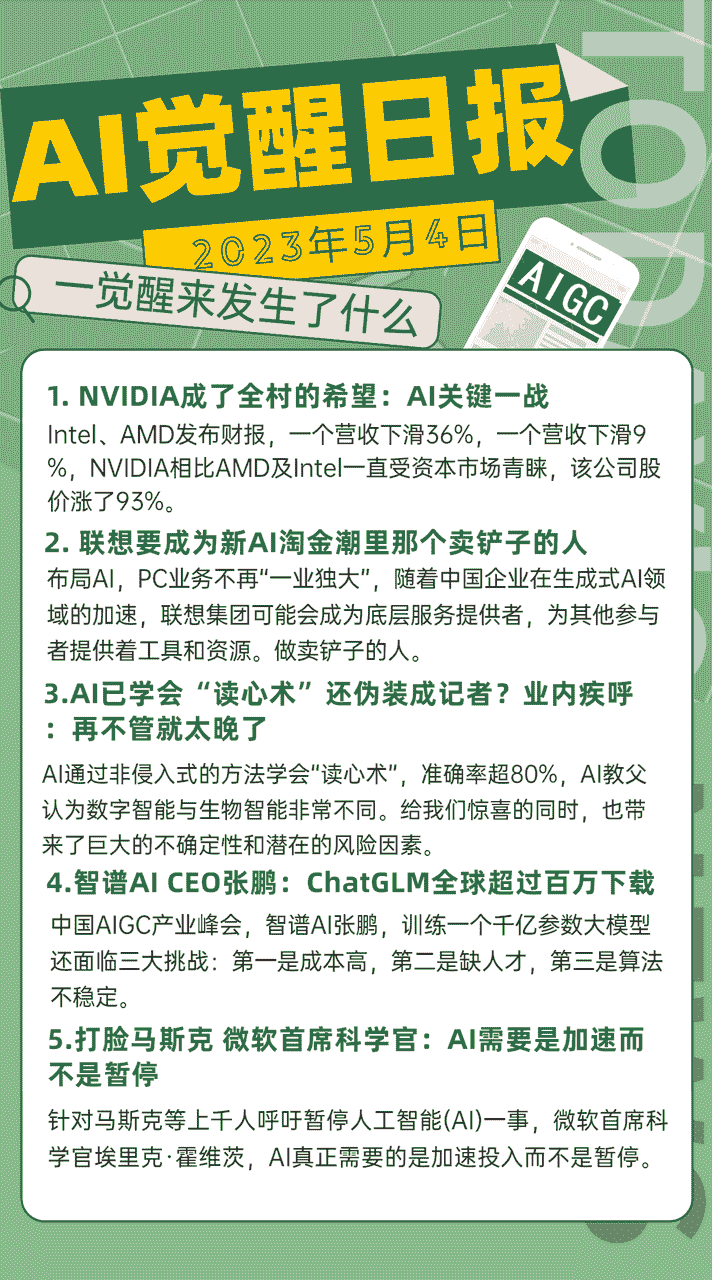 AI觉醒日报
2023年5月4日
一觉醒来发生了什么
AIGC
1. NVIDIA成了全村的希望：AI关键一战
Intel、AMD发布财报，一个营收下滑36%，一个营收下滑9
%，NVIDIA相比AMD及Intel一直受资本市场青睐，该公司股
价涨了93%。
2. 联想要成为新AI淘金潮里那个卖铲子的人
布局AI，PC业务不再“一业独大”，随着中国企业在生成式AI领
域的加速，联想集团可能会成为底层服务提供者，为其他参与
者提供着工具和资源。做卖铲子的人。
3.AI已学会“读心术” 还伪装成记者？业内疾呼
：再不管就太晚了
AI通过非侵入式的方法学会“读心术”，准确率超80%，AI教父
认为数字智能与生物智能非常不同。给我们惊喜的同时，也带
来了巨大的不确定性和潜在的风险因素。
4.智谱AI CEO张鹏：ChatGLM全球超过百万下载
中国AIGC产业峰会，智谱AI张鹏，训练一个千亿参数大模型
还面临三大挑战：第一是成本高，第二是缺人才，第三是算法
不稳定。
5.打脸马斯克 微软首席科学官：AI需要是加速而
不是暂停
针对马斯克等上千人呼吁暂停人工智能(AI)一事，微软首席科
学官埃里克·霍维茨，AI真正需要的是加速投入而不是暂停。